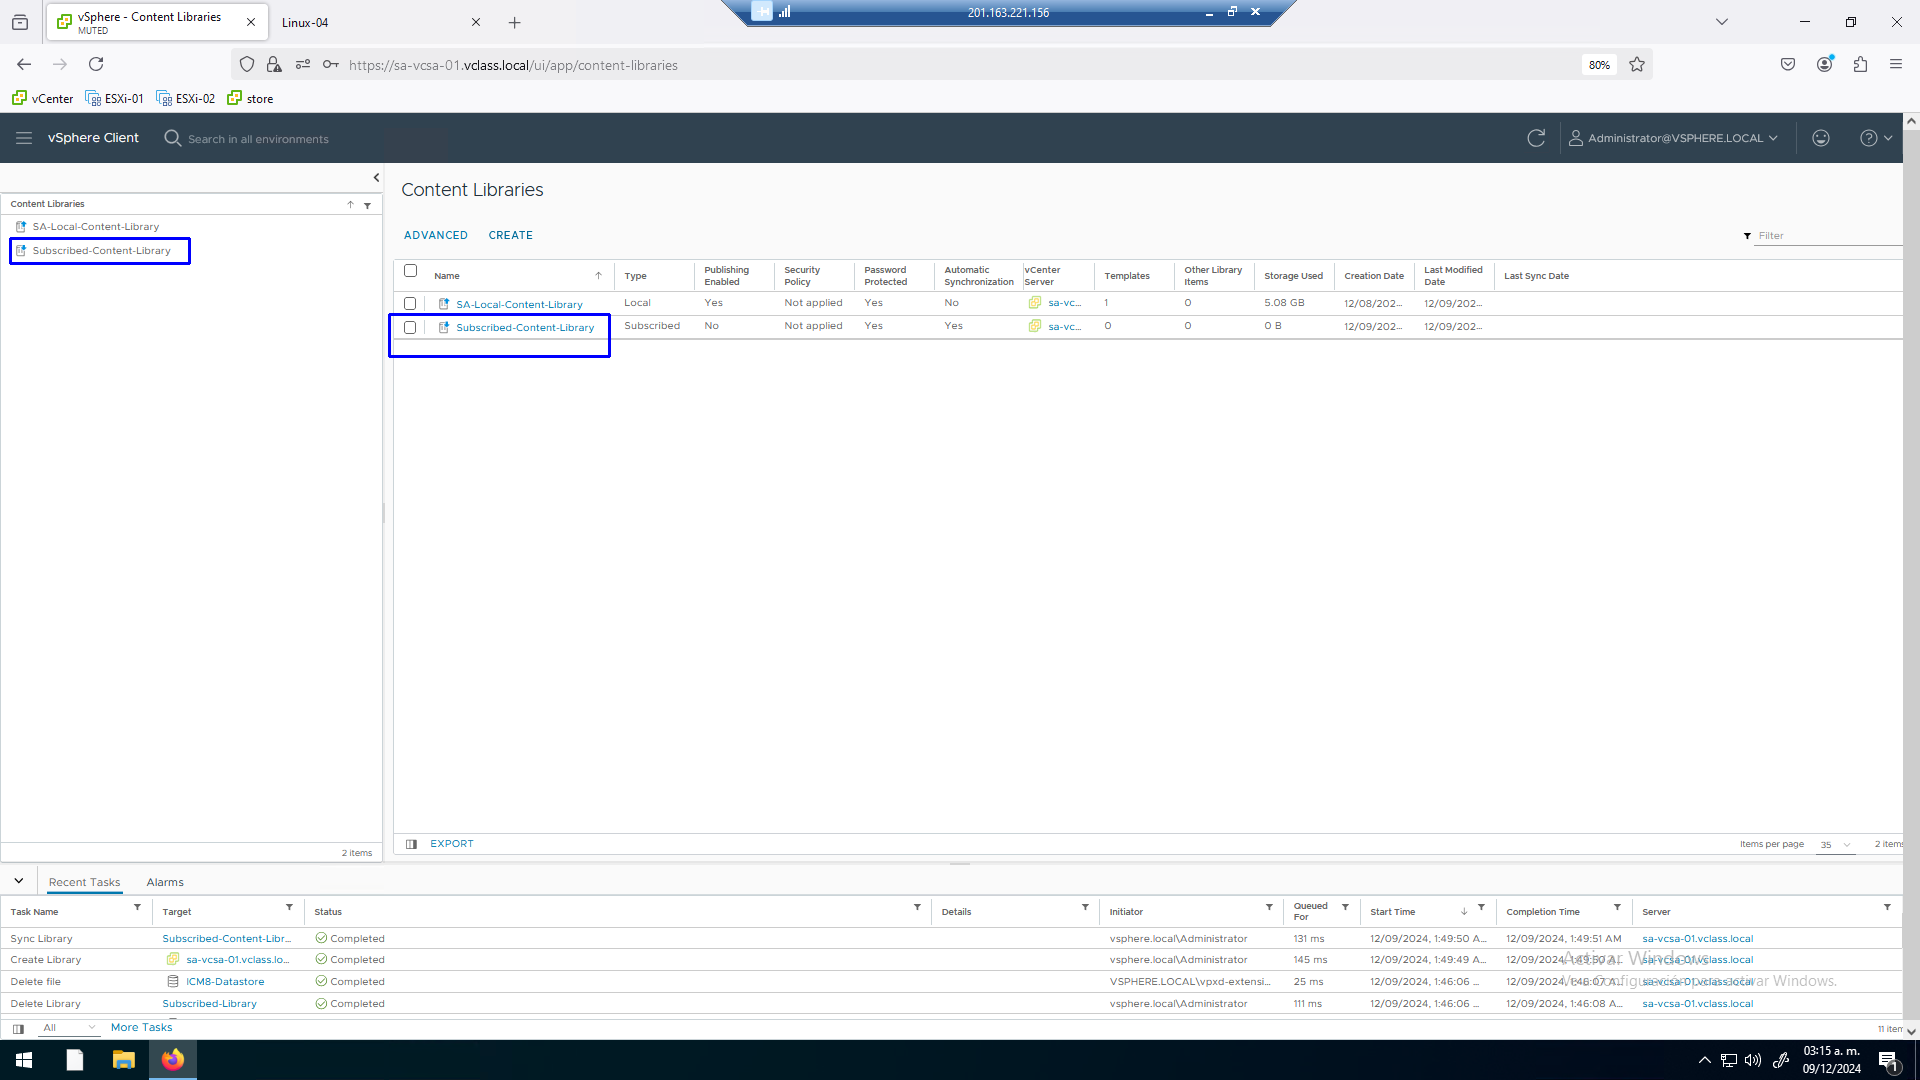 vSphere - Content Libraries
MUTED
Linux-04
201.163.221.156
https://sa-vcsa-01.vclass.local/ui/app/content-libraries
80%
vCenter
ESXi-01
ESXi-02
store
vSphere Client
Search in all environments
Administrator@VSPHERE.LOCAL
Content Libraries
SA-Local-Content-Library
Subscribed-Content-Library
2 items
Content Libraries
ADVANCED
CREATE
Filter
Name Type Publishing Enabled Security Policy Password Protected Automatic Synchronization vCenter Server Templates Other Library Items Storage Used Creation Date Last Modified Date Last Sync Date
SA-Local-Content-Library Local Yes Not applied Yes No sa-vc... 1 0 5.08 GB 12/08/202... 12/09/202...
Subscribed-Content-Library Subscribed No Not applied Yes Yes sa-vc... 0 0 0 B 12/09/202... 12/09/202...
EXPORT
Items per page 35 2 items
Recent Tasks
Alarms
Task Name Target Status Details Initiator Queued For Start Time Completion Time Server
Sync Library Subscribed-Content-Libr... Completed vsphere.local\Administrator 131 ms 12/09/2024, 1:49:50 A... 12/09/2024, 1:49:51 AM sa-vcsa-01.vclass.local
Create Library sa-vcsa-01.vclass.lo... Completed vsphere.local\Administrator 145 ms 12/09/2024, 1:49:49 A... 12/09/2024, 1:49:50 A... sa-vcsa-01.vclass.local
Delete file ICM8-Datastore Completed VSPHERE.LOCAL\vpxd-extensi... 25 ms 12/09/2024, 1:46:06 ... 12/09/2024, 1:46:07 A... sa-vcsa-01.vclass.local
Delete Library Subscribed-Library Completed vsphere.local\Administrator 111 ms 12/09/2024, 1:46:06 ... 12/09/2024, 1:46:08 A... sa-vcsa-01.vclass.local
Activar Windows
Ve a Configuración para activar Windows.
All
More Tasks
11 item
03:15 a. m.
09/12/2024
1